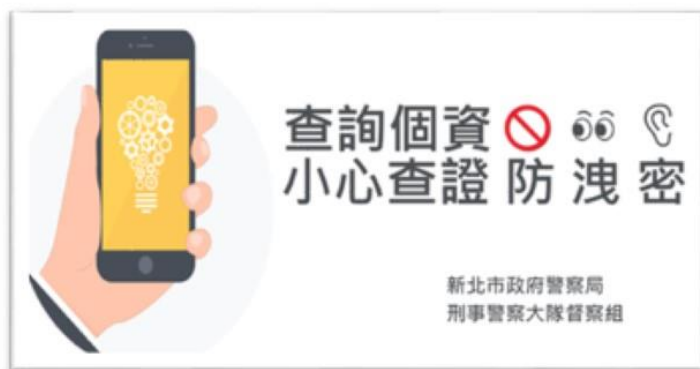 查詢個資🚫👀👂
小心查證防洩密
新北市政府警察局
刑事警察大隊督察組